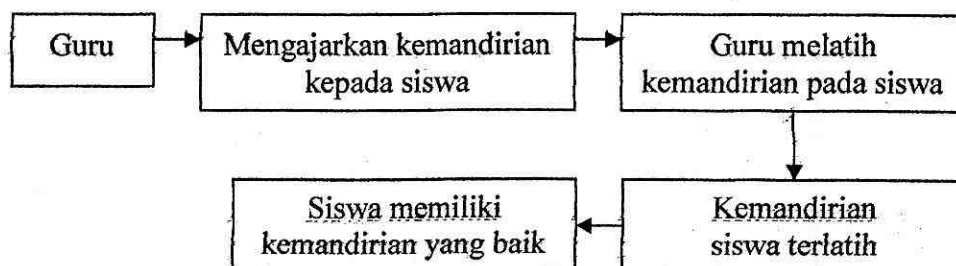 Guru
Mengajarkan kemandirian
kepada siswa
Guru melatih
kemandirian pada siswa
Kemandirian
siswa terlatih
Siswa memiliki
kemandirian yang baik